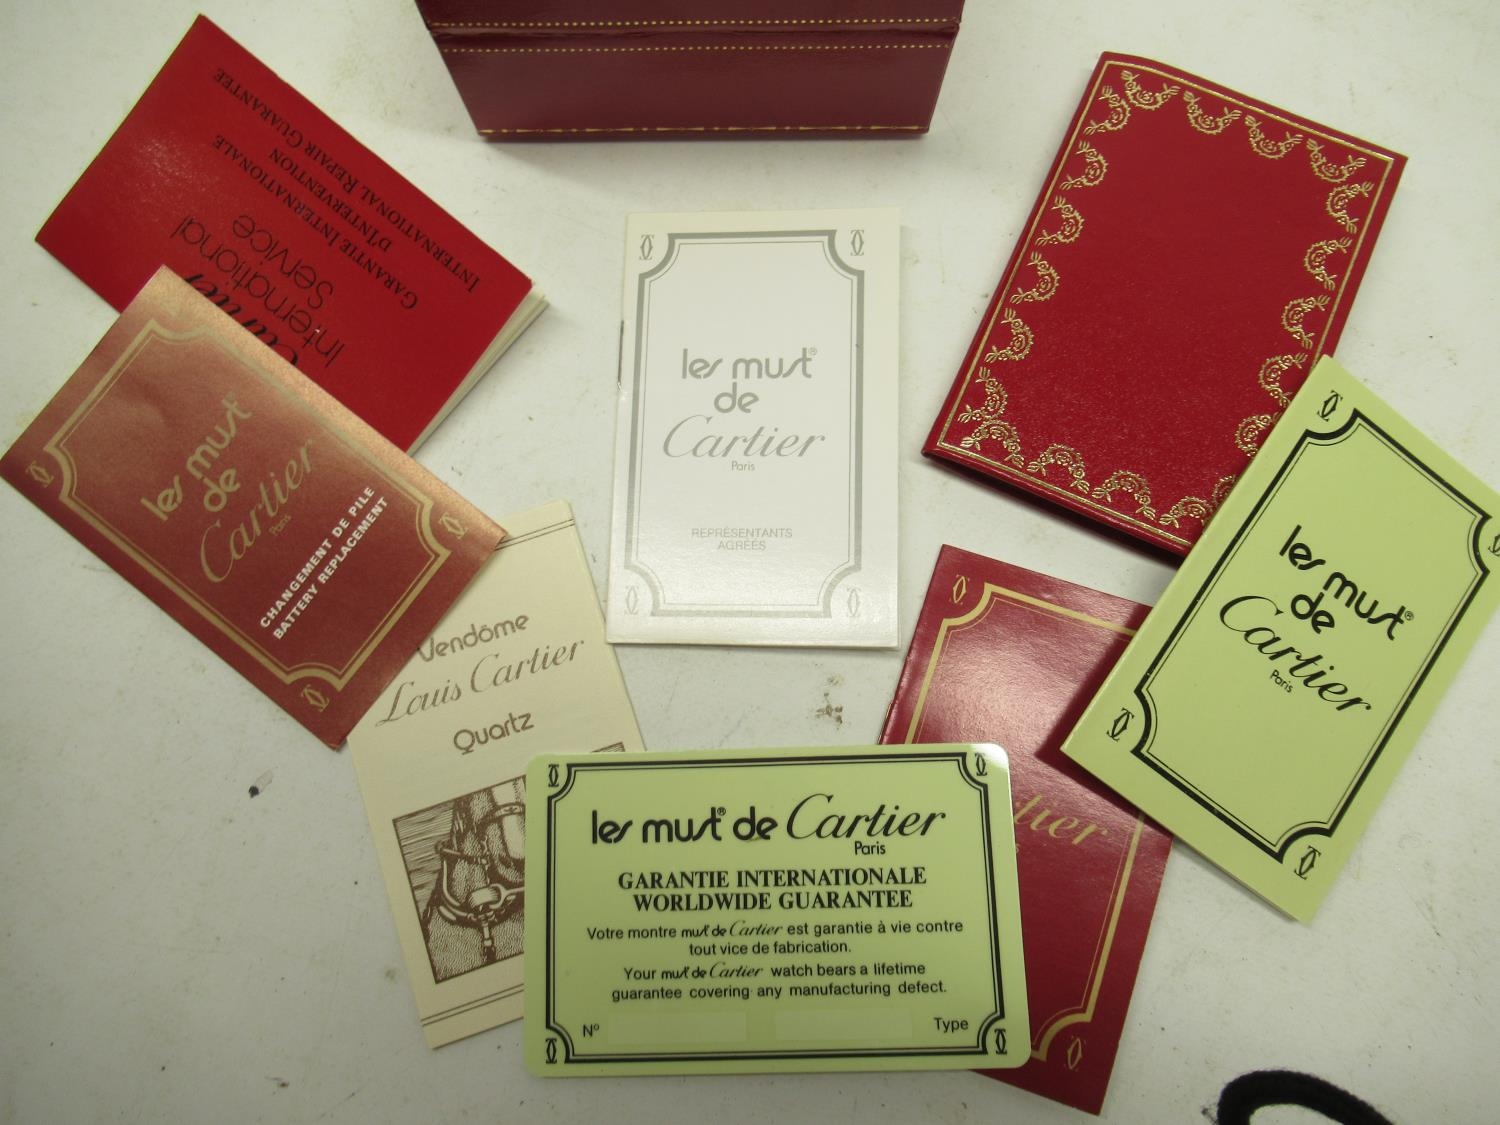 GARANTIE INTERNATIONALE
D'INTERVENTION
INTERNATIONAL REPAIR GUARANTEE
International
Service
les must
de
Cartier
Paris
CHANGEMENT DE PILE
BATTERY REPLACEMENT
Vendôme
Louis Cartier
Quartz
les must®
de
Cartier
Paris
REPRÉSENTANTS
AGRÉÉS
les must®
de
Cartier
Paris
les must® de Cartier
Paris
GARANTIE INTERNATIONALE
WORLDWIDE GUARANTEE
Votre montre must de Cartier est garantie à vie contre
tout vice de fabrication.
Your must de Cartier watch bears a lifetime
guarantee covering any manufacturing defect.
Nº Type